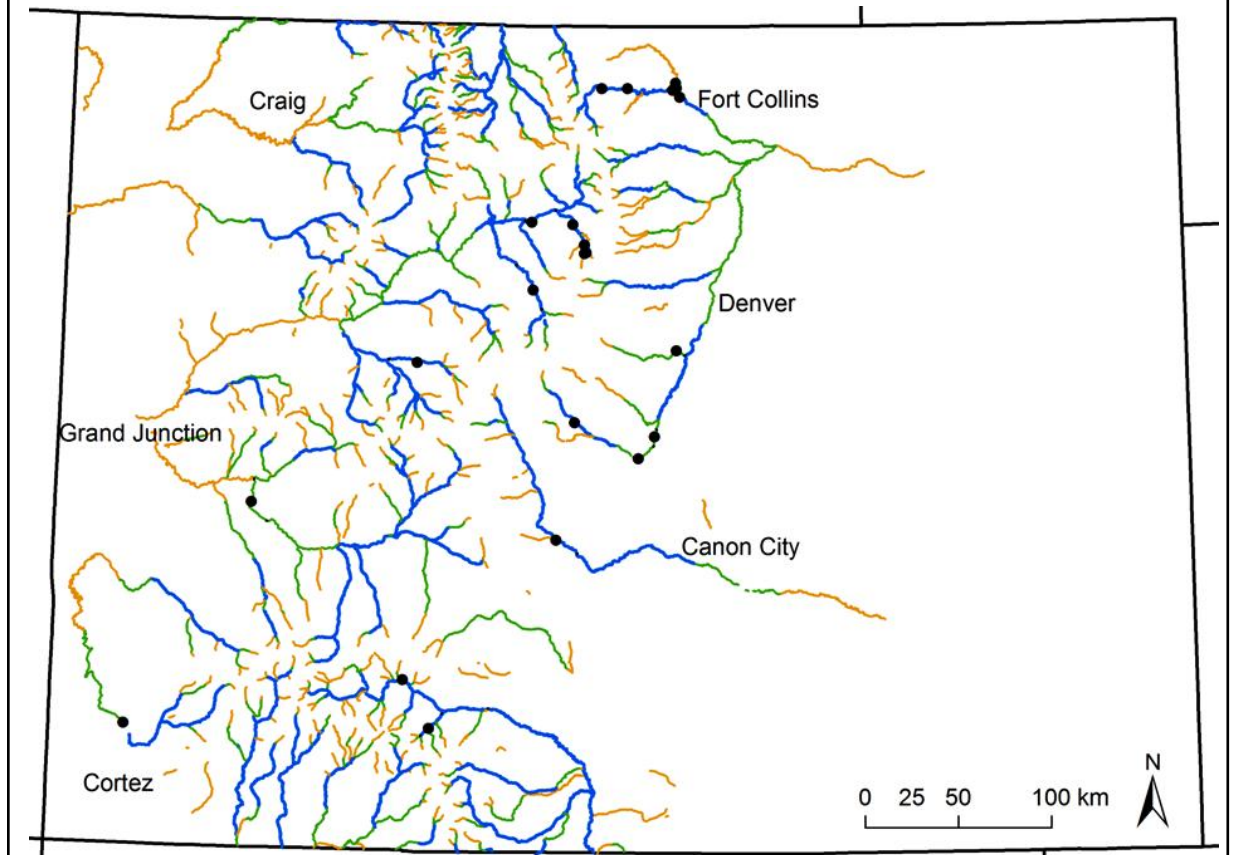 Craig
Fort Collins
Denver
Grand Junction
Canon City
Cortez
N
0 25 50 100 km